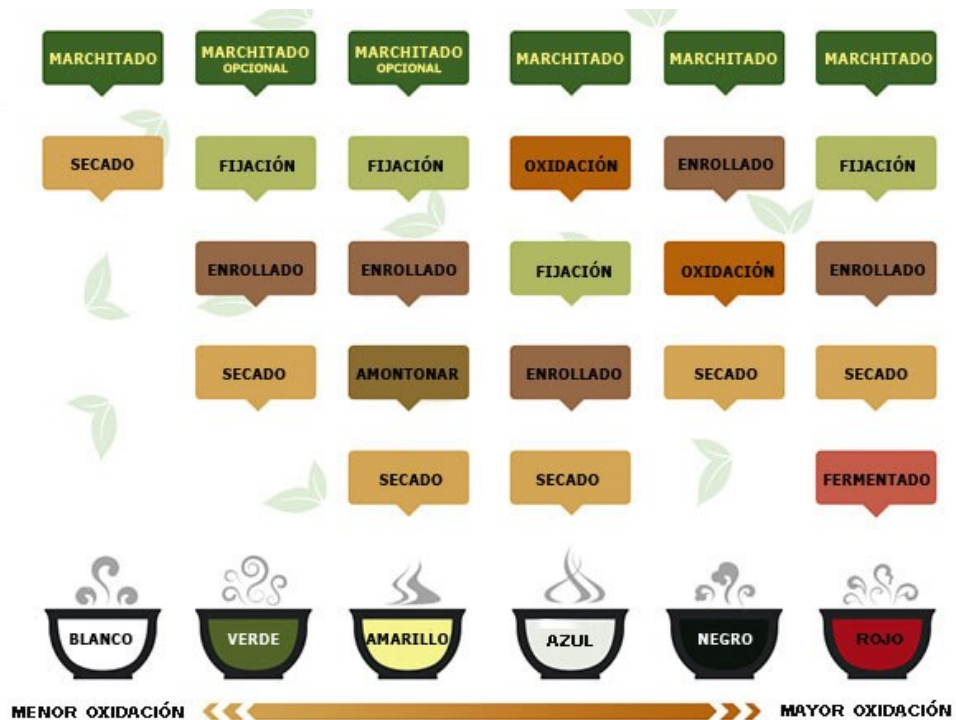 MARCHITADO
MARCHITADO
OPCIONAL
MARCHITADO
OPCIONAL
MARCHITADO
MARCHITADO
MARCHITADO
SECADO
FIJACIÓN
FIJACIÓN
OXIDACIÓN
ENROLLADO
FIJACIÓN
ENROLLADO
ENROLLADO
FIJACIÓN
OXIDACIÓN
ENROLLADO
SECADO
AMONTONAR
ENROLLADO
SECADO
SECADO
SECADO
SECADO
FERMENTADO
BLANCO
VERDE
AMARILLO
AZUL
NEGRO
ROJO
MENOR OXIDACIÓN
MAYOR OXIDACIÓN